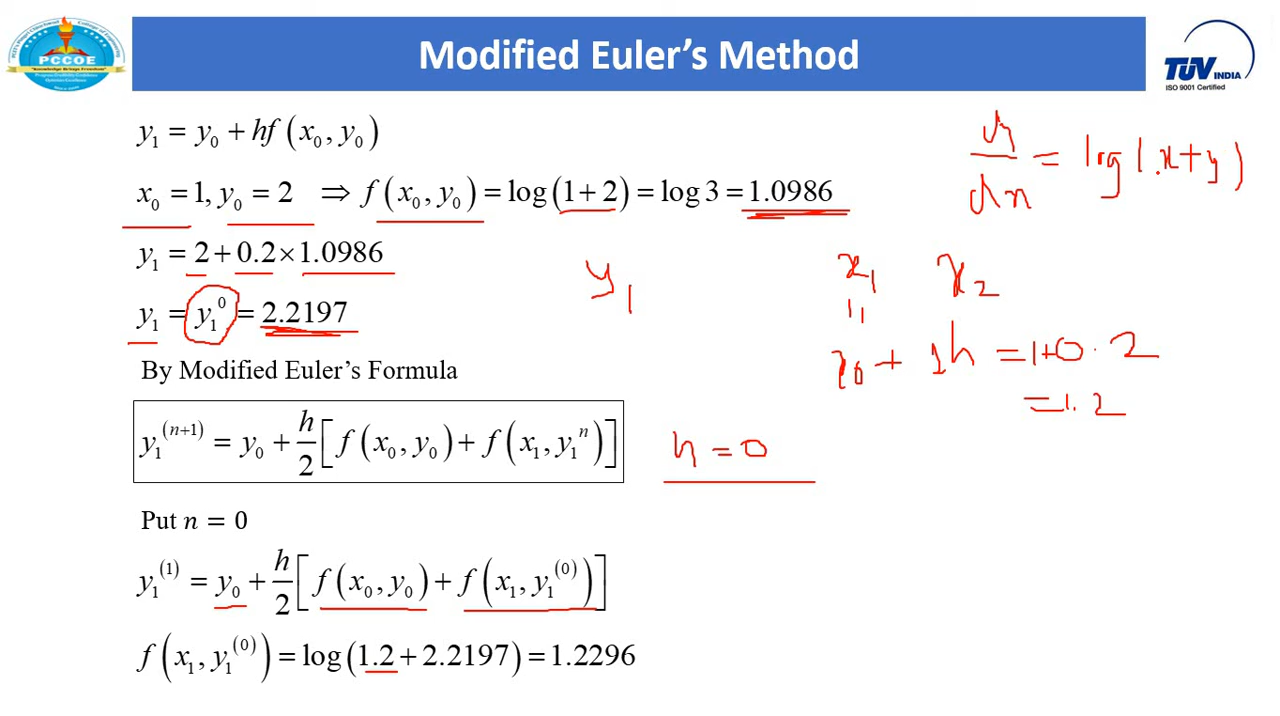 Modified Euler's Method
PCCOE
"Knowledge Brings Freedom"
TÜV INDIA
ISO 9001 Certified
y₁ = y₀ + hf(x₀, y₀)
x₀ = 1, y₀ = 2 ⇒ f(x₀, y₀) = log(1+2) = log 3 = 1.0986
dy/dx = log(x+y)
y₁ = 2 + 0.2 × 1.0986
y₁
x₁ x₂
y₁ = y₁⁰ = 2.2197
ıı
x₀ + 1h = 1+0.2
= 1.2
By Modified Euler's Formula
y₁⁽ⁿ⁺¹⁾ = y₀ + h/2 [f(x₀, y₀) + f(x₁, y₁ⁿ)]
n = 0
Put n = 0
y₁⁽¹⁾ = y₀ + h/2 [f(x₀, y₀) + f(x₁, y₁⁽⁰⁾)]
f(x₁, y₁⁽⁰⁾) = log(1.2 + 2.2197) = 1.2296